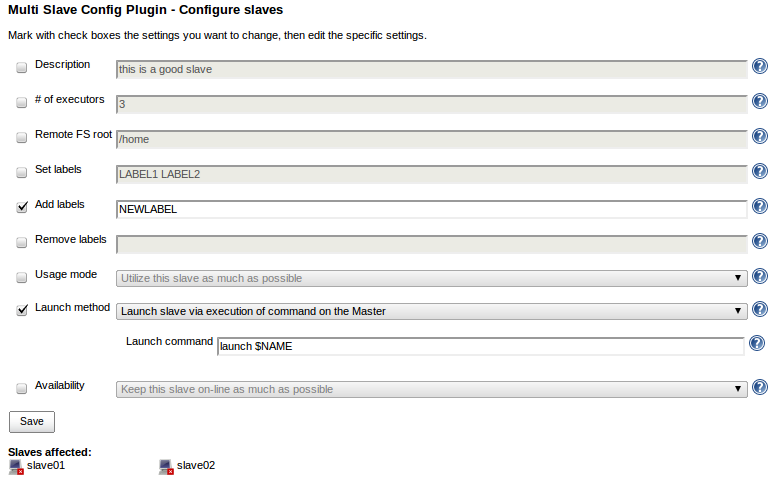 Multi Slave Config Plugin - Configure slaves
Mark with check boxes the settings you want to change, then edit the specific settings.
Description this is a good slave ?
# of executors 3 ?
Remote FS root /home ?
Set labels LABEL1 LABEL2 ?
Add labels NEWLABEL ?
Remove labels ?
Usage mode Utilize this slave as much as possible ?
Launch method Launch slave via execution of command on the Master ?
Launch command launch $NAME ?
Availability Keep this slave on-line as much as possible ?
Save
Slaves affected:
slave01 slave02